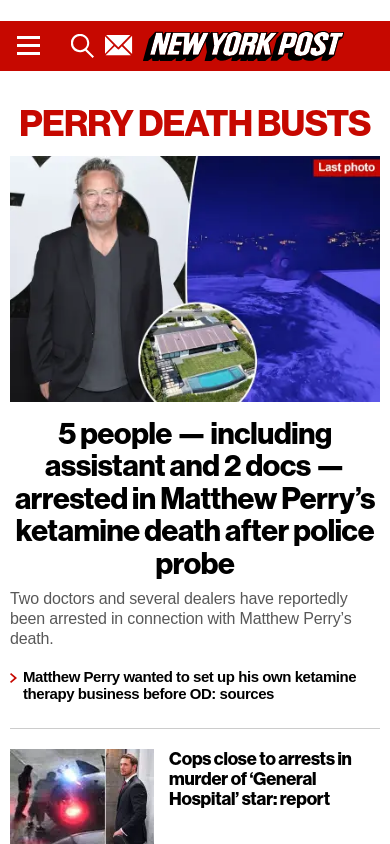 NEW YORK POST
PERRY DEATH BUSTS
Last photo
5 people — including
assistant and 2 docs —
arrested in Matthew Perry’s
ketamine death after police
probe
Two doctors and several dealers have reportedly
been arrested in connection with Matthew Perry’s
death.
Matthew Perry wanted to set up his own ketamine
therapy business before OD: sources
Cops close to arrests in
murder of ‘General
Hospital’ star: report